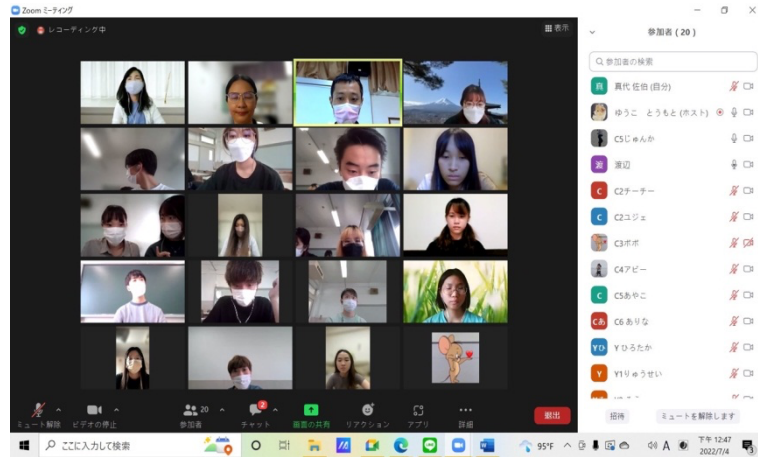 Zoom ミーティング
レコーディング中
表示
参加者 (20)
参加者の検索
真
真代 佐伯 (自分)
ゆうこ とうもと (ホスト)
C5じゅんか
渡
渡辺
C
C2チーチー
C
C2ユジェ
C3ポポ
C4アビー
C
C5あやこ
Cあ
C6 ありな
Yひ
Y ひろたか
Y
Y1りゅうせい
ミュート解除
ビデオの停止
20
参加者
2
チャット
画面の共有
リアクション
アプリ
詳細
退出
招待
ミュートを解除します
ここに入力して検索
95°F
A
下午 12:47
2022/7/4
3